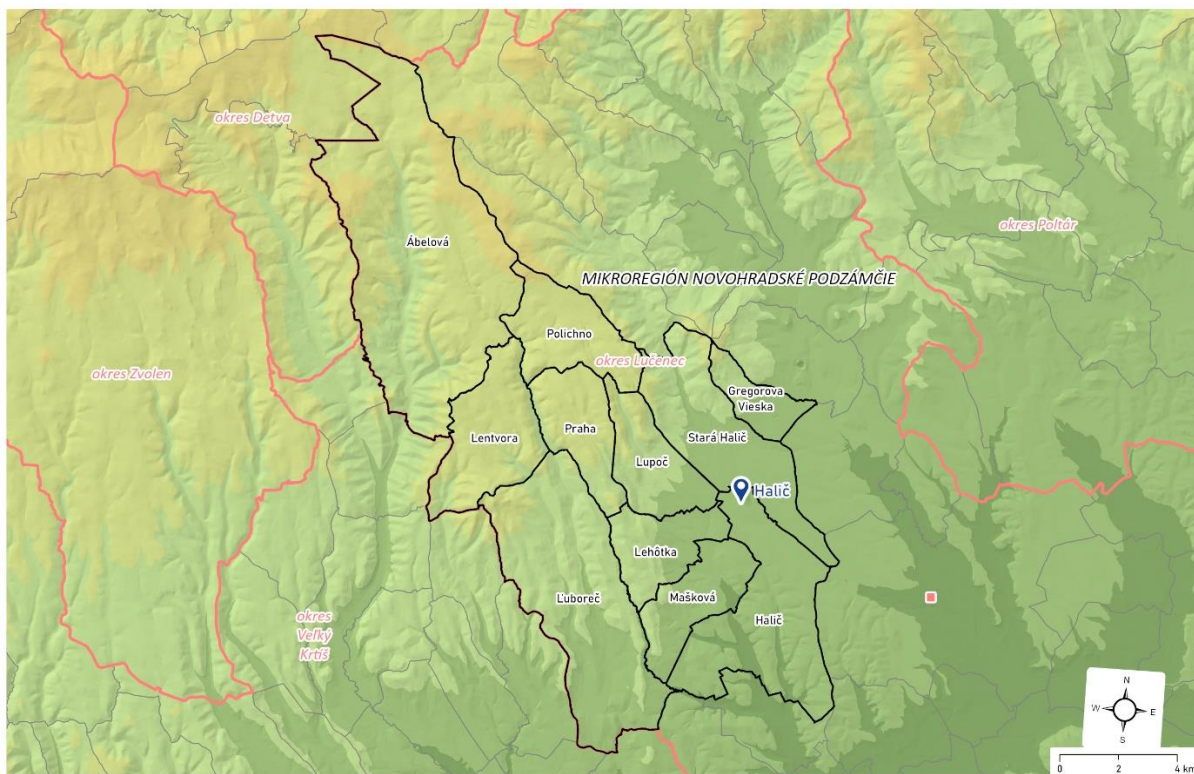 okres Detva
okres Poltár
Ábelová
MIKROREGIÓN NOVOHRADSKÉ PODZÁMČIE
Polichno
okres Lučenec
okres Zvolen
Gregorova
Vieska
Praha
Lentvora
Stará Halič
Lupoč
Halič
Lehôtka
Ľuboreč
Mašková
Halič
okres
Veľký
Krtíš
N
W
E
S
0
2
4 km